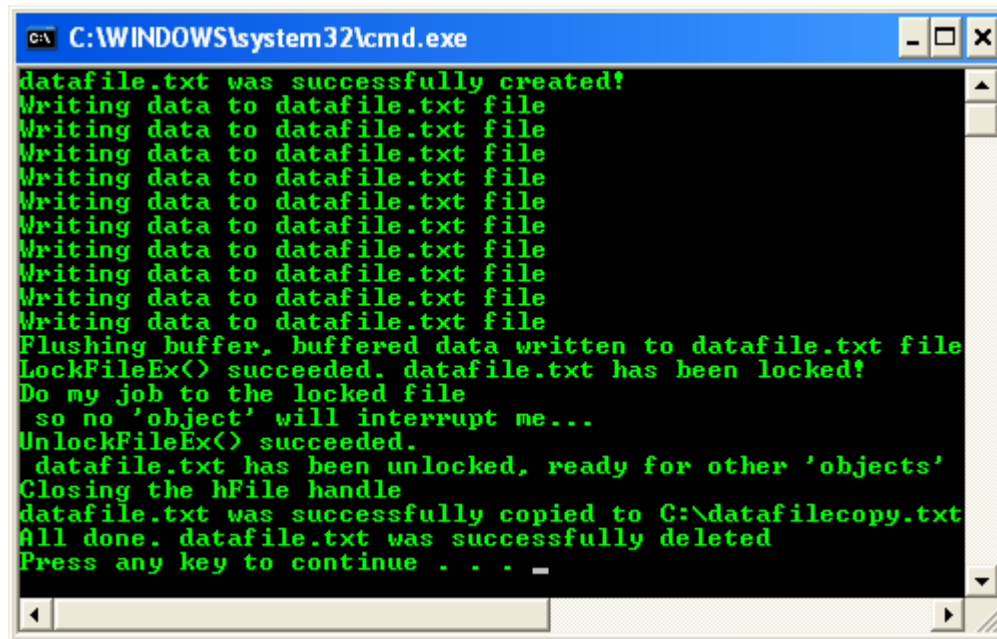 C:\WINDOWS\system32\cmd.exe
datafile.txt was successfully created!
Writing data to datafile.txt file
Writing data to datafile.txt file
Writing data to datafile.txt file
Writing data to datafile.txt file
Writing data to datafile.txt file
Writing data to datafile.txt file
Writing data to datafile.txt file
Writing data to datafile.txt file
Writing data to datafile.txt file
Writing data to datafile.txt file
Flushing buffer, buffered data written to datafile.txt file
LockFileEx() succeeded. datafile.txt has been locked!
Do my job to the locked file
 so no 'object' will interrupt me...
UnlockFileEx() succeeded.
 datafile.txt has been unlocked, ready for other 'objects'
Closing the hFile handle
datafile.txt was successfully copied to C:\datafilecopy.txt
All done. datafile.txt was successfully deleted
Press any key to continue . . . _